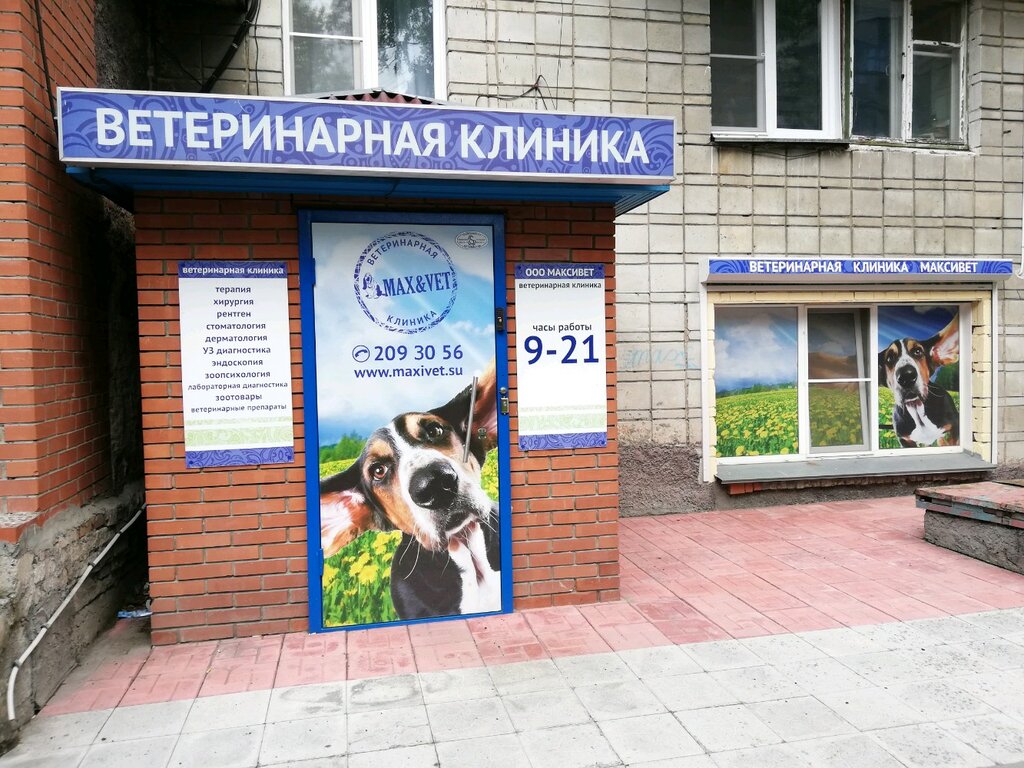 ВЕТЕРИНАРНАЯ КЛИНИКА
ветеринарная клиника
терапия
хирургия
рентген
стоматология
дерматология
УЗ диагностика
эндоскопия
зоопсихология
лабораторная диагностика
зоотовары
ветеринарные препараты
ВЕТЕРИНАРНАЯ
MAX&VET
КЛИНИКА
209 30 56
www.maxivet.su
ООО МАКСИВЕТ
ветеринарная клиника
часы работы
9-21
ВЕТЕРИНАРНАЯ КЛИНИКА МАКСИВЕТ